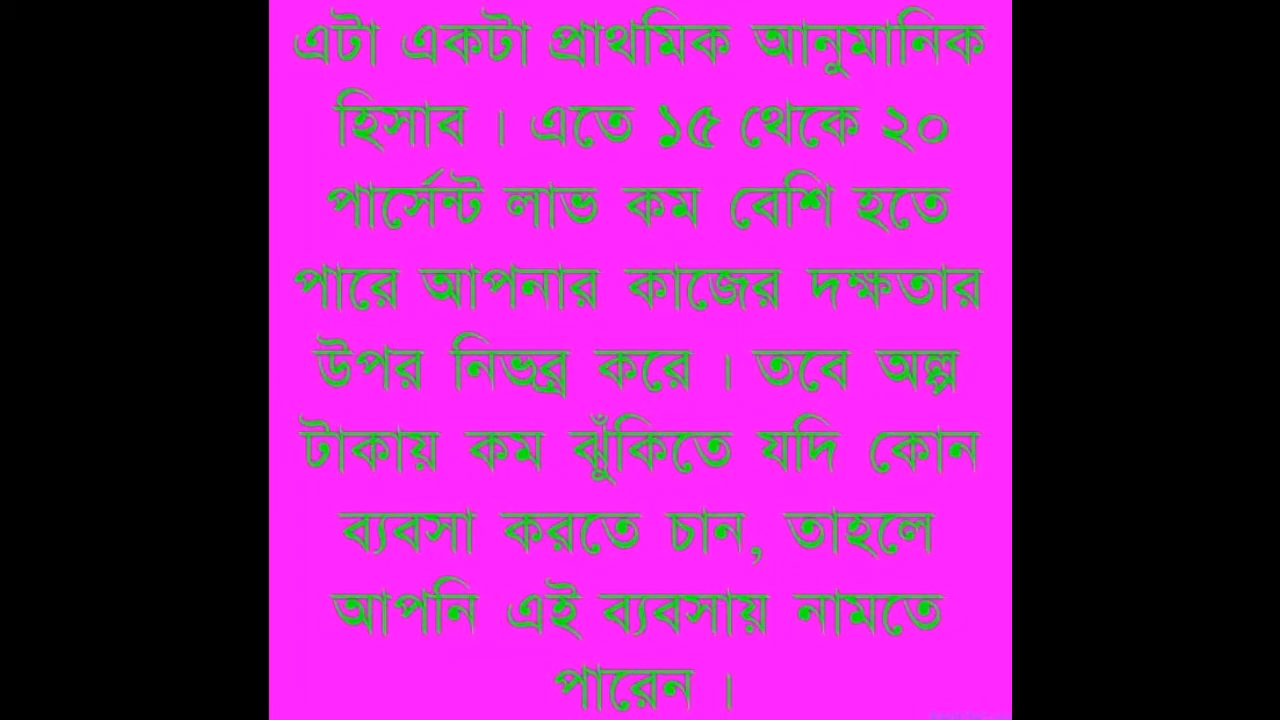 এটা একটা প্রাথমিক আনুমানিক
হিসাব । এতে ১৫ থেকে ২০
পার্সেন্ট লাভ কম বেশি হতে
পারে আপনার কাজের দক্ষতার
উপর নিভব্র করে । তবে অল্প
টাকায় কম ঝুঁকিতে যদি কোন
ব্যবসা করতে চান, তাহলে
আপনি এই ব্যবসায় নামতে
পারেন ।